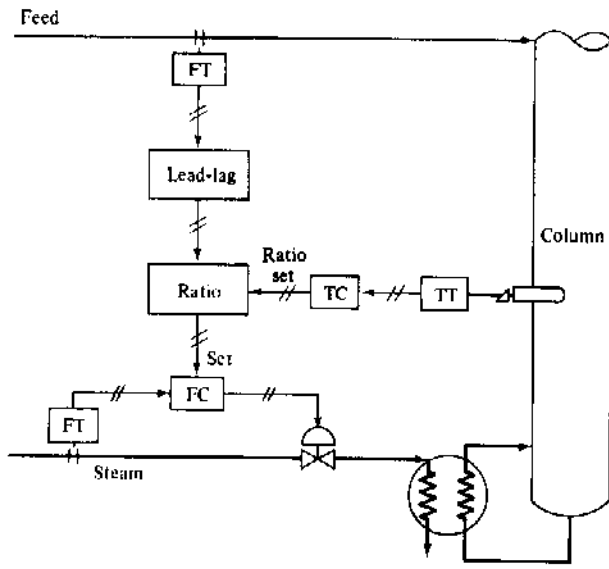 Feed
FT
Lead-lag
Column
Ratio
set
Ratio
TC
TT
Set
FC
FT
Steam